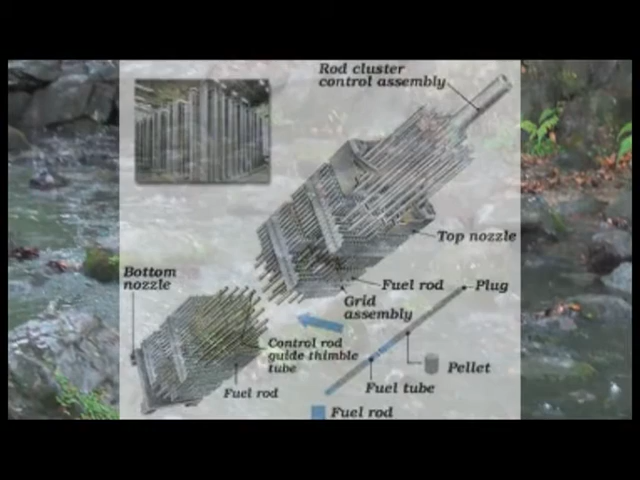 Rod cluster
control assembly
Top nozzle
Bottom
nozzle
Fuel rod
Plug
Grid
assembly
Control rod
guide thimble
tube
Pellet
Fuel tube
Fuel rod
Fuel rod